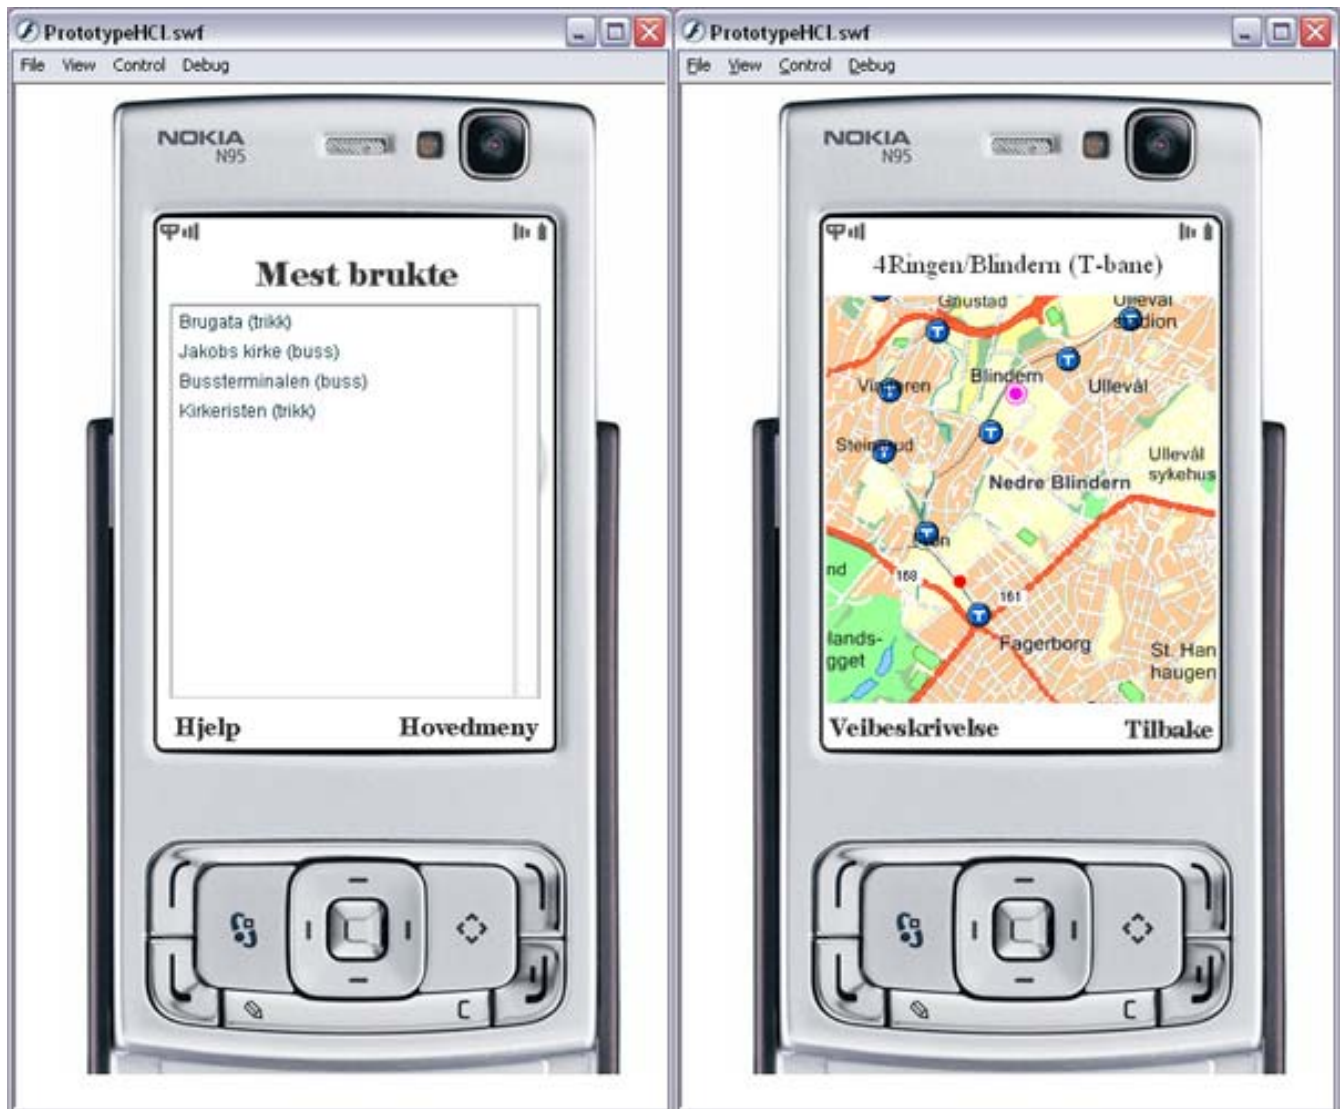 PrototypeHCI.swf
File View Control Debug
NOKIA
N95
Mest brukte
Brugata (trikk)
Jakobs kirke (buss)
Bussterminalen (buss)
Kirkeristen (trikk)
Hjelp Hovedmeny
C
PrototypeHCI.swf
File View Control Debug
NOKIA
N95
4Ringen/Blindern (T-bane)
Gaustad
Ullevål
stadion
Blindern
Vinderen
Ullevål
Steinerud
Ullevål
sykehus
Nedre Blindern
nd
168
161
Fagerborg
lands-
gget
St. Han
haugen
Veibeskrivelse Tilbake
C